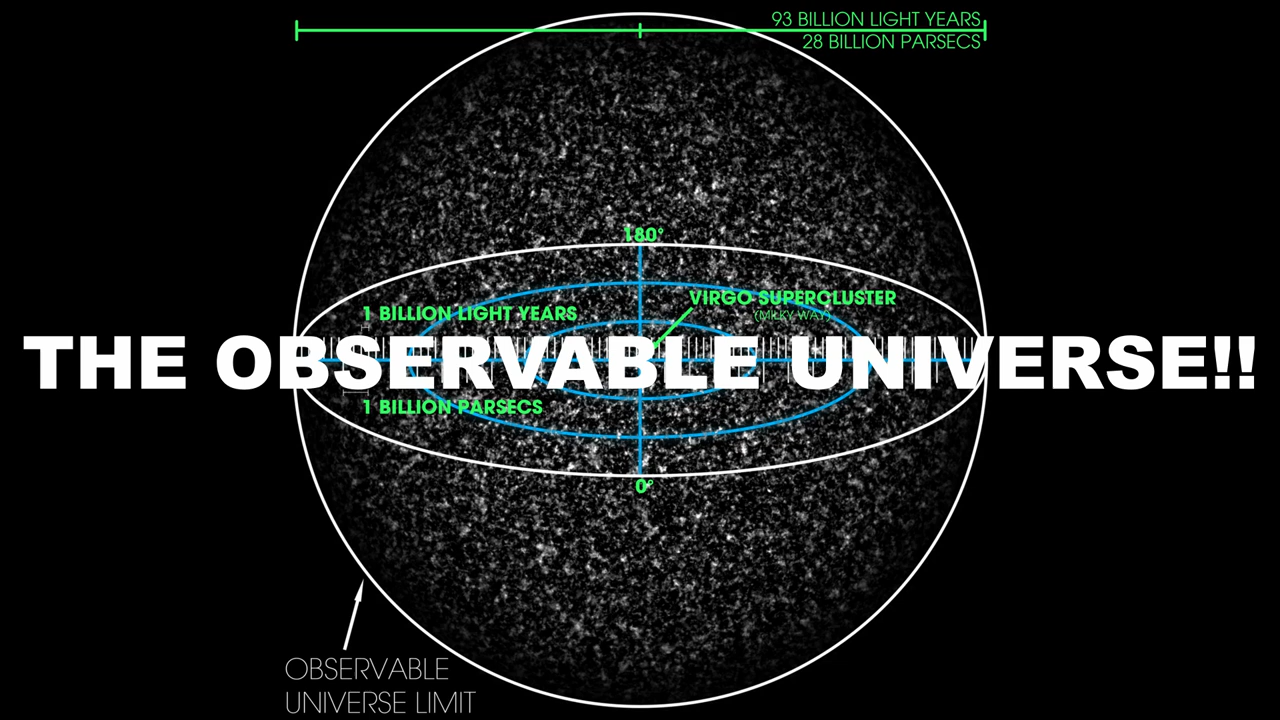 93 BILLION LIGHT YEARS
28 BILLION PARSECS
180°
VIRGO SUPERCLUSTER
(MILKY WAY)
1 BILLION LIGHT YEARS
THE OBSERVABLE UNIVERSE!!
1 BILLION PARSECS
0°
OBSERVABLE
UNIVERSE LIMIT